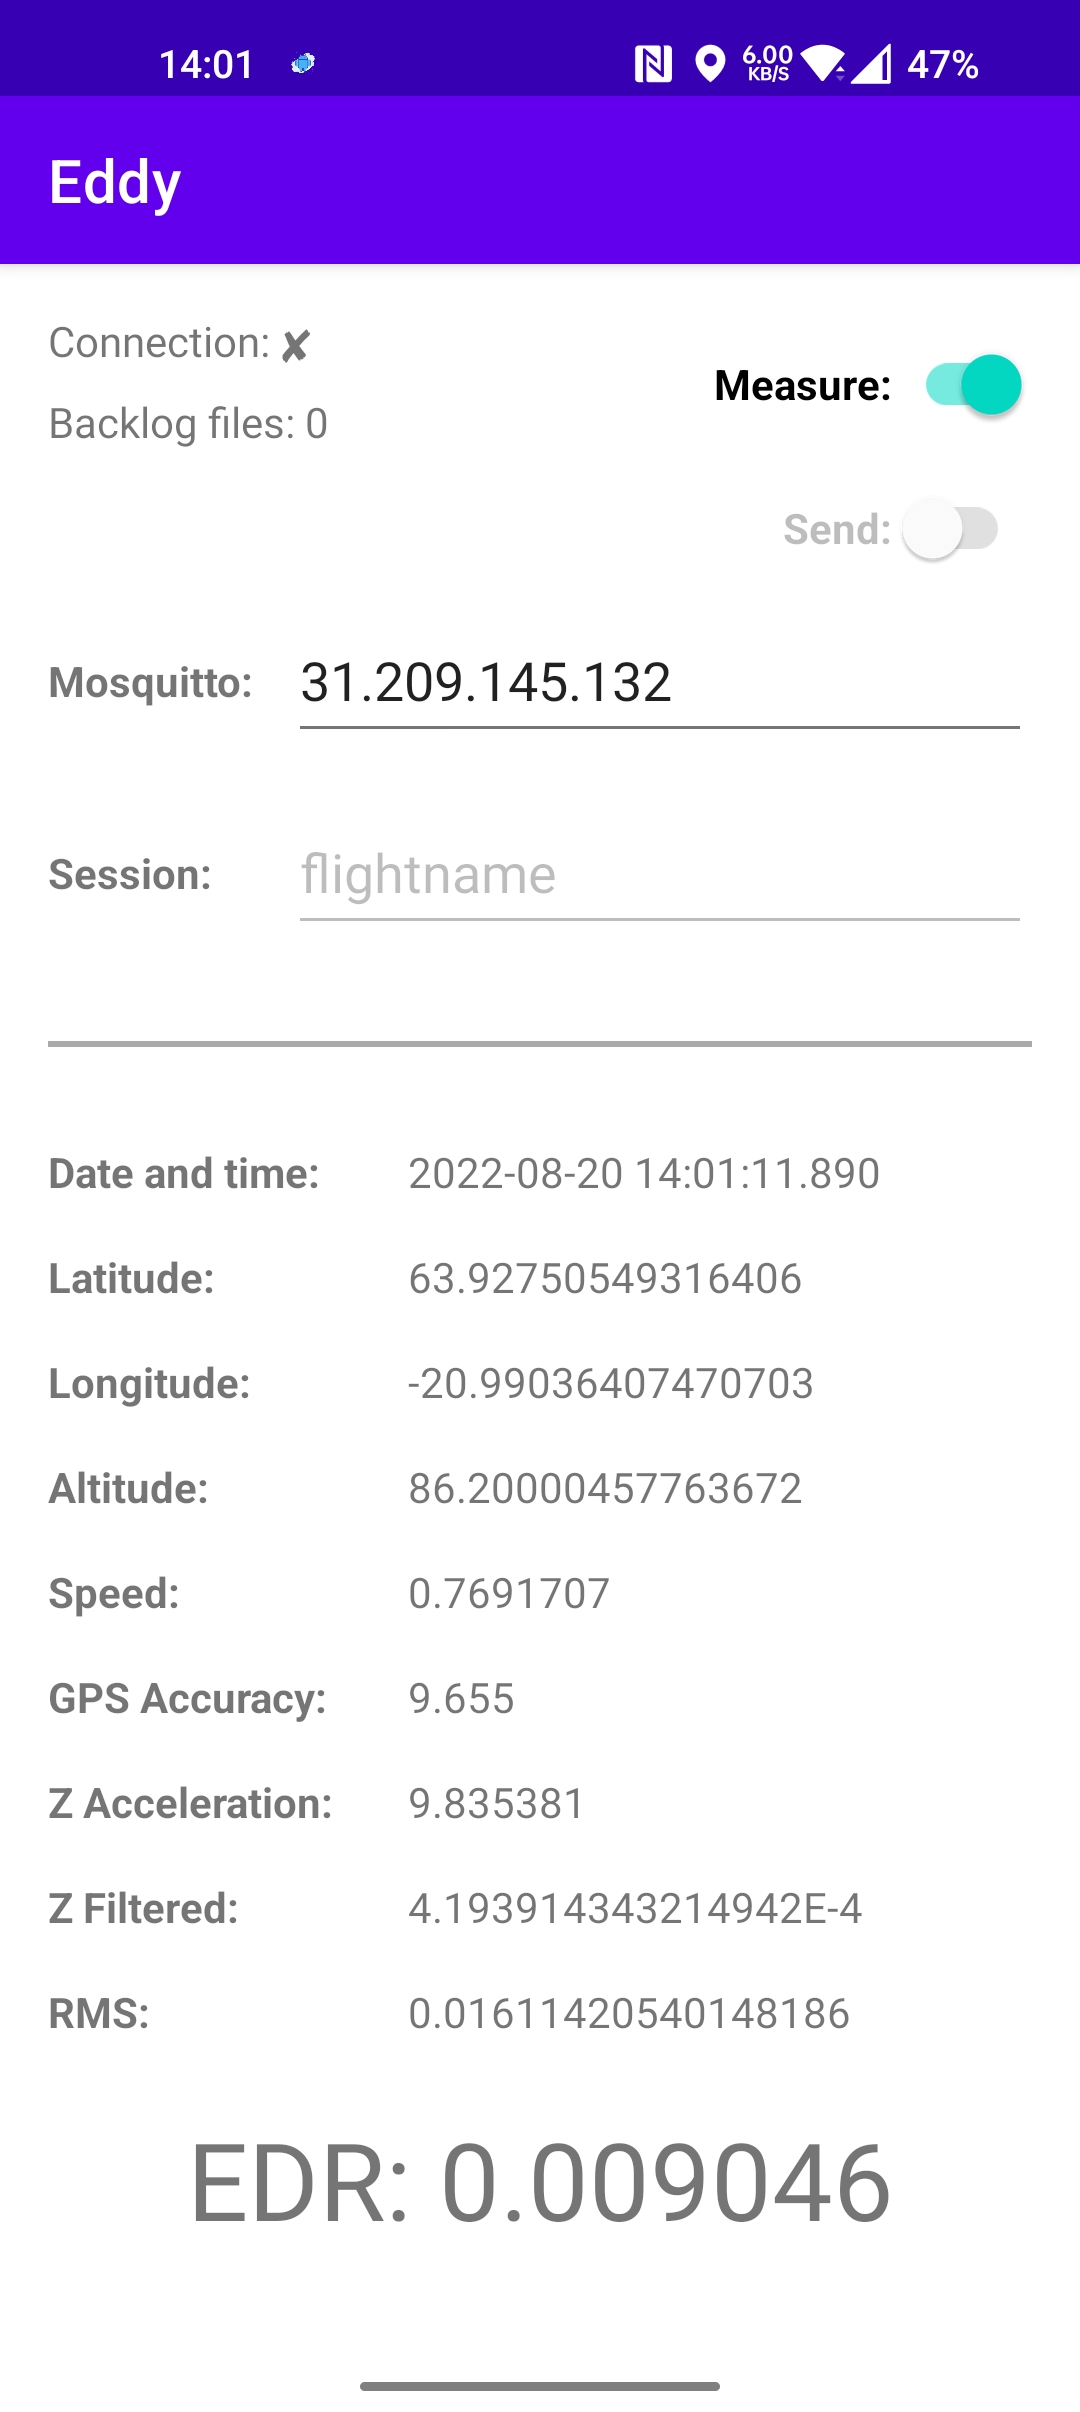 14:01 6.00 KB/S 47%
Eddy
Connection: ✘
Measure:
Backlog files: 0
Send:
Mosquitto: 31.209.145.132
Session: flightname
Date and time: 2022-08-20 14:01:11.890
Latitude: 63.92750549316406
Longitude: -20.99036407470703
Altitude: 86.20000457763672
Speed: 0.7691707
GPS Accuracy: 9.655
Z Acceleration: 9.835381
Z Filtered: 4.193914343214942E-4
RMS: 0.01611420540148186
EDR: 0.009046